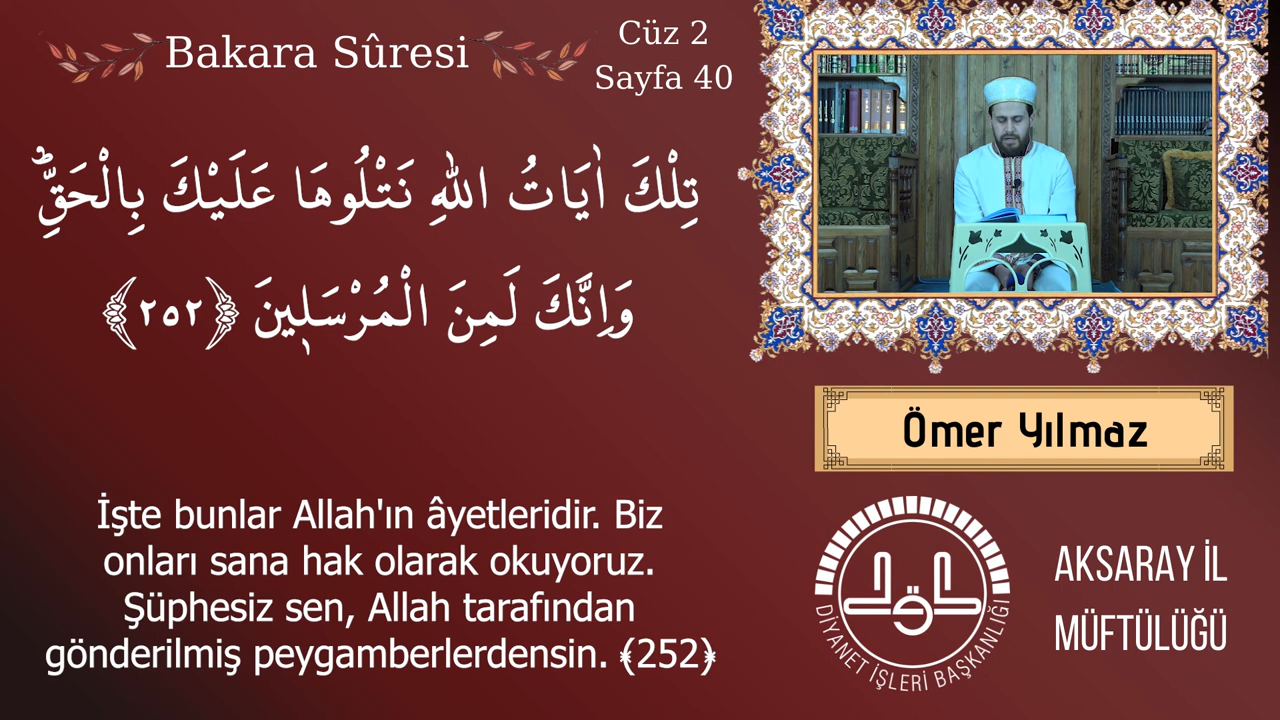 Bakara Sûresi
Cüz 2
Sayfa 40
تِلْكَ اٰيَاتُ اللّٰهِ نَتْلُوهَا عَلَيْكَ بِالْحَقِّۜ
وَاِنَّكَ لَمِنَ الْمُرْسَل۪ينَ ﴿٢٥٢﴾
İşte bunlar Allah'ın âyetleridir. Biz
onları sana hak olarak okuyoruz.
Şüphesiz sen, Allah tarafından
gönderilmiş peygamberlerdensin. ﴾252﴿
Ömer Yılmaz
DİYANET İŞLERİ BAŞKANLIĞI
AKSARAY İL
MÜFTÜLÜĞÜ